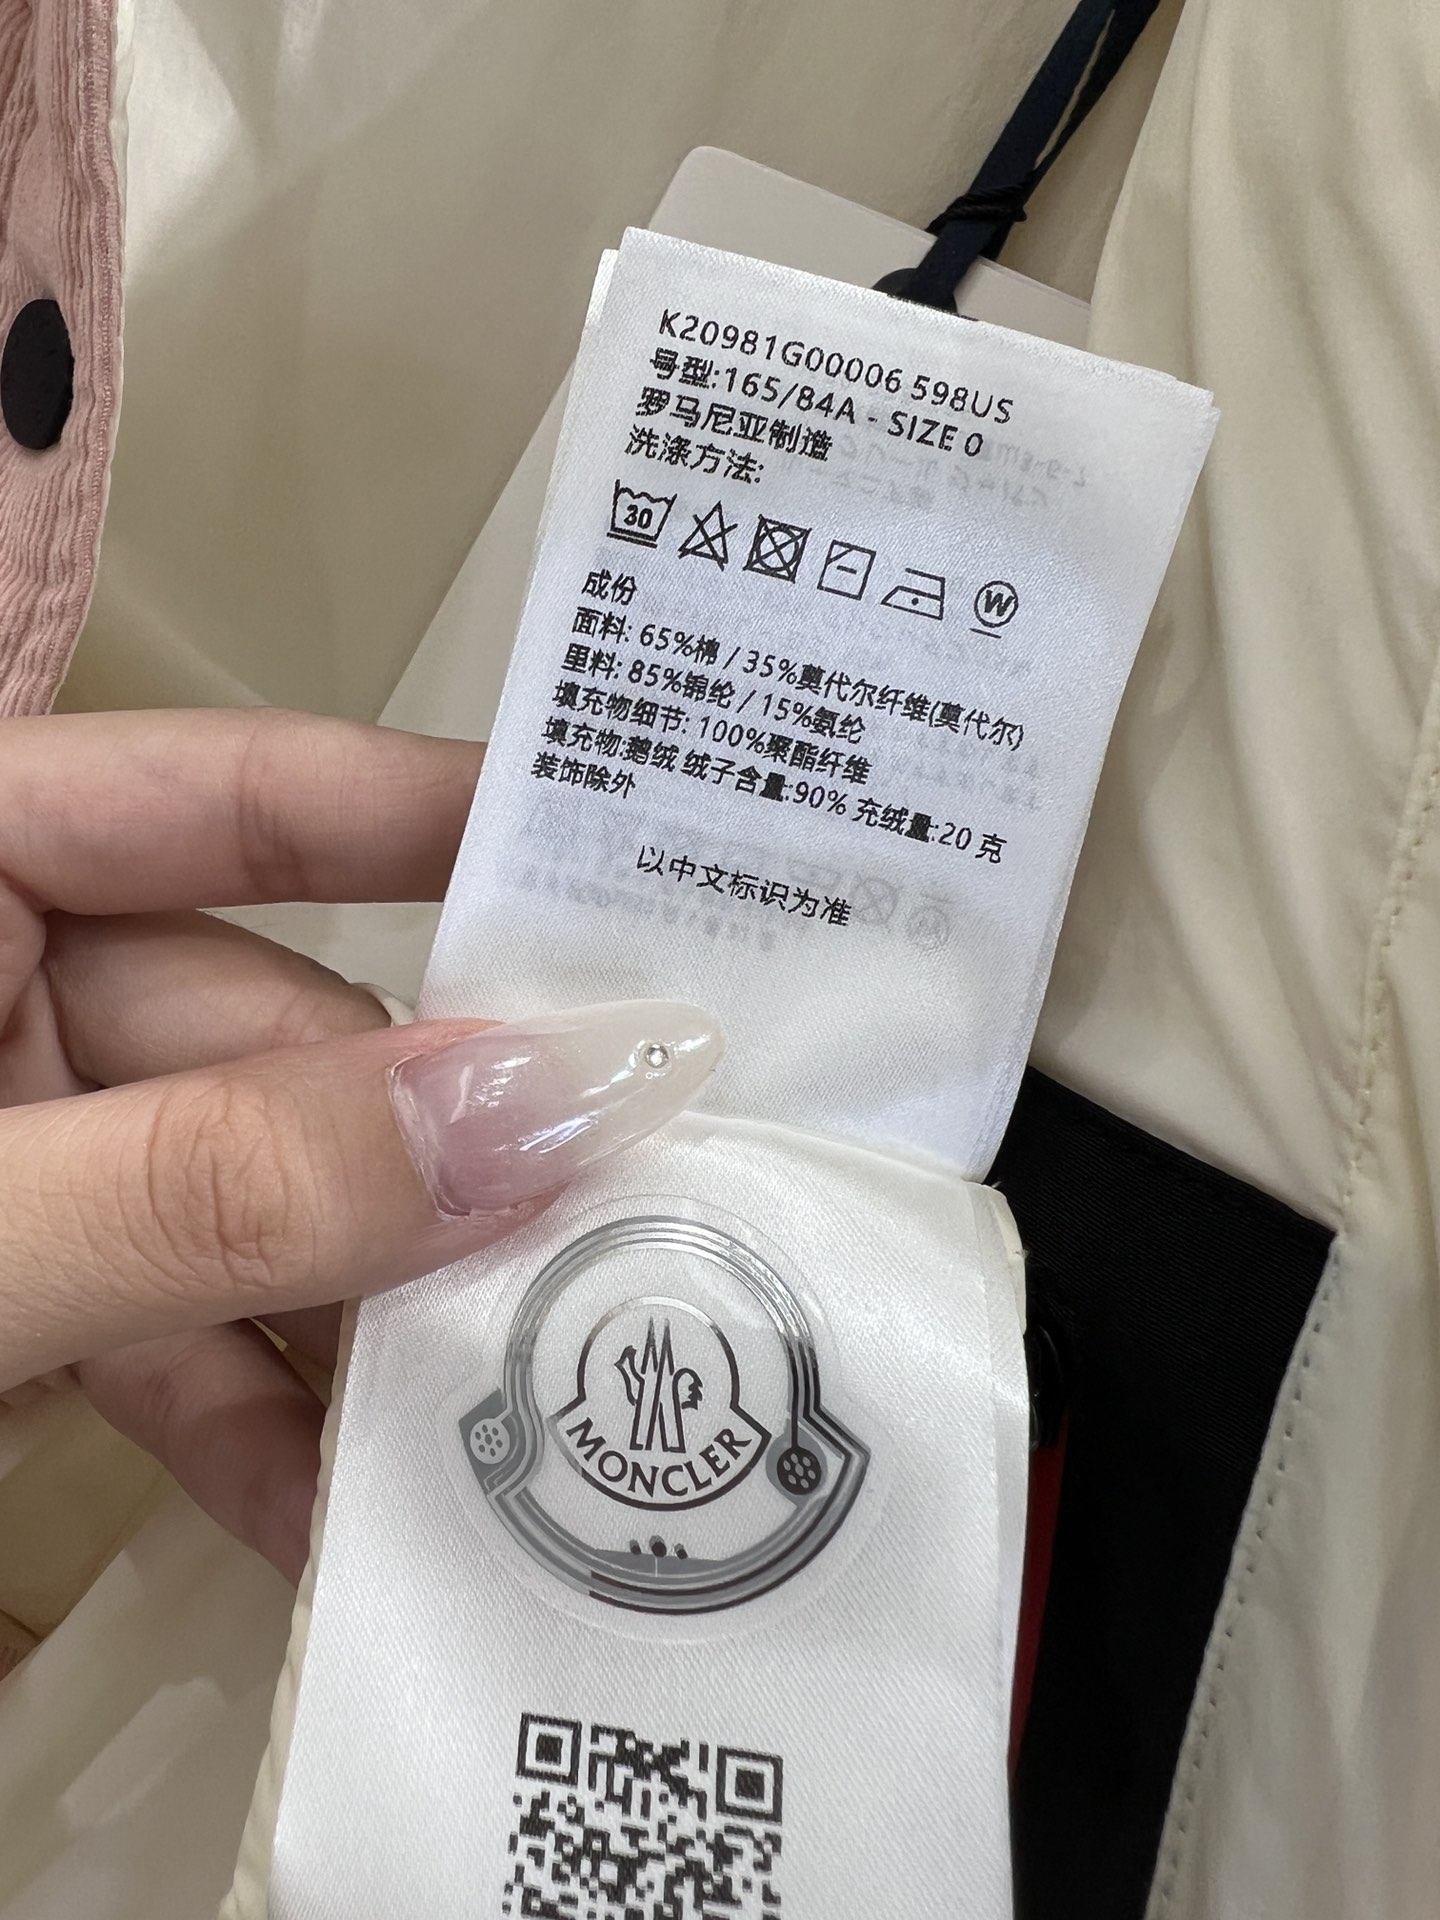 K20981G00006 598US
号型:165/84A - SIZE 0
罗马尼亚制造
洗涤方法:
30
W
成份
面料: 65%棉 / 35%莫代尔纤维(莫代尔)
里料: 85%锦纶 / 15%氨纶
填充物细节: 100%聚酯纤维
填充物:鹅绒 绒子含量:90% 充绒量:20 克
装饰除外
以中文标识为准
MONCLER